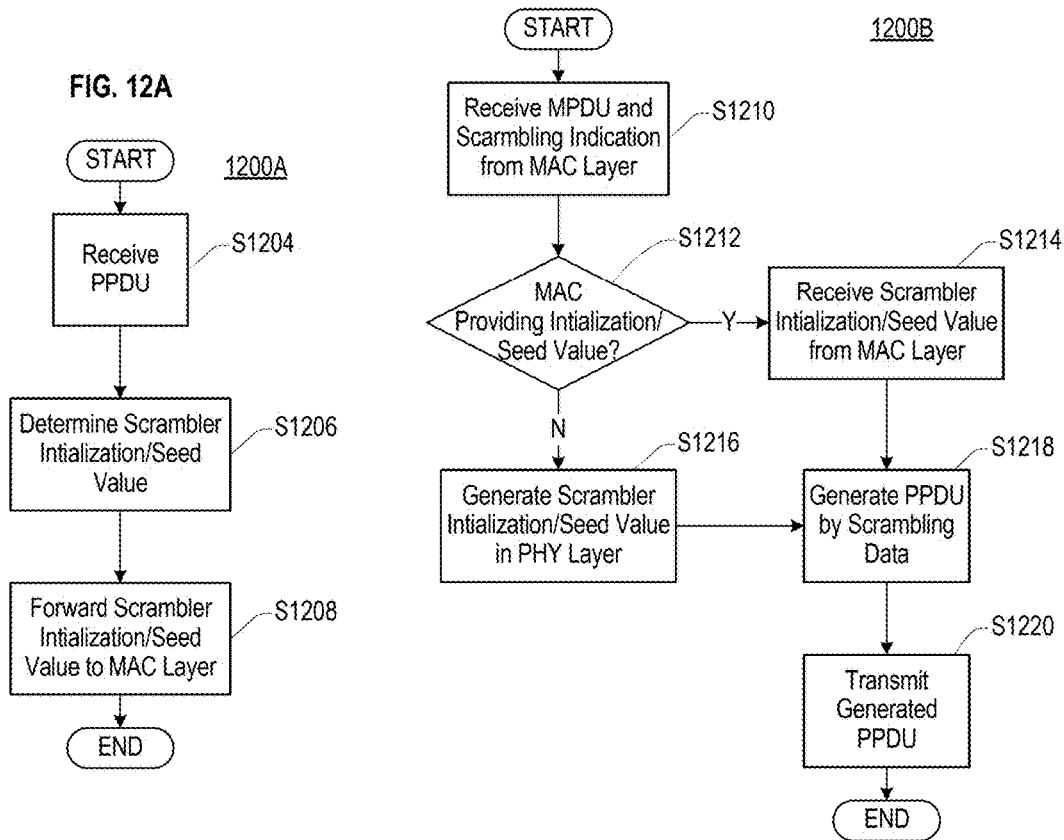 FIG. 12A
1200A
START
Receive
PPDU
S1204
Determine Scrambler
Intialization/Seed
Value
S1206
Forward Scrambler
Intialization/Seed
Value to MAC Layer
S1208
END
1200B
START
Receive MPDU and
Scarmbling Indication
from MAC Layer
S1210
MAC
Providing Intialization/
Seed Value?
S1212
Y
Receive Scrambler
Intialization/Seed Value
from MAC Layer
S1214
N
Generate Scrambler
Intialization/Seed Value
in PHY Layer
S1216
Generate PPDU
by Scrambling
Data
S1218
Transmit
Generated
PPDU
S1220
END